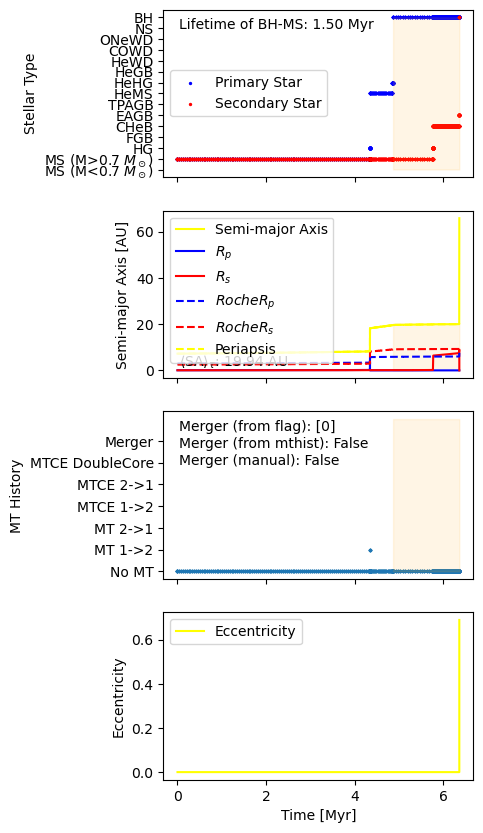 BH
NS
ONeWD
COWD
HeWD
HeGB
HeHG
HeMS
TPAGB
EAGB
CHeB
FGB
HG
MS (M>0.7 M_⊙)
MS (M<0.7 M_⊙)
Stellar Type
Lifetime of BH-MS: 1.50 Myr
Primary Star
Secondary Star
60
40
20
0
Semi-major Axis [AU]
Semi-major Axis
R_p
R_s
RocheR_p
RocheR_s
Periapsis
Merger
MTCE DoubleCore
MTCE 2->1
MTCE 1->2
MT 2->1
MT 1->2
No MT
MT History
Merger (from flag): [0]
Merger (from mthist): False
Merger (manual): False
0.6
0.4
0.2
0.0
Eccentricity
Eccentricity
0 2 4 6
Time [Myr]